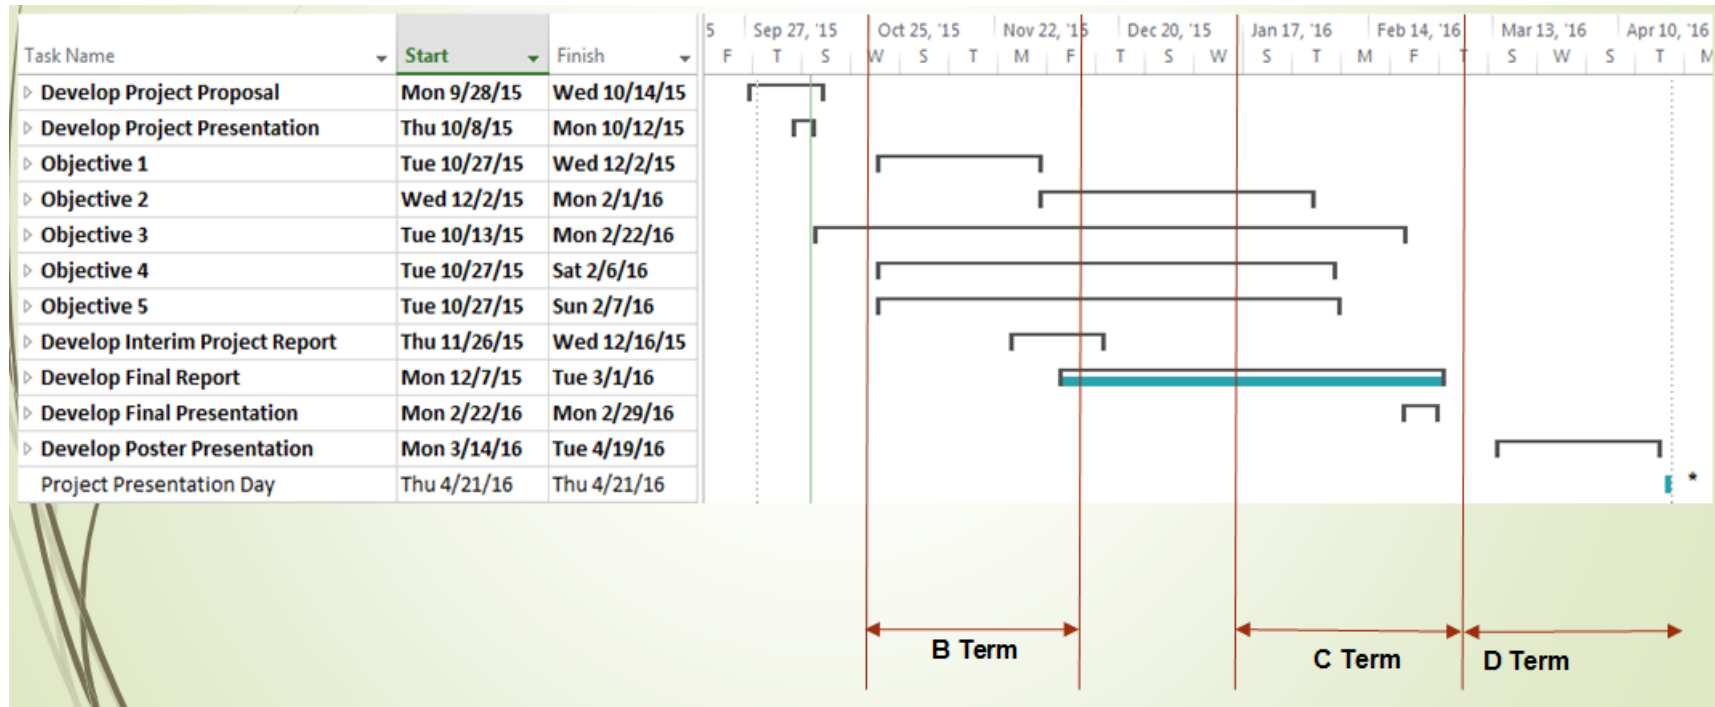 5 Sep 27, '15 Oct 25, '15 Nov 22, '15 Dec 20, '15 Jan 17, '16 Feb 14, '16 Mar 13, '16 Apr 10, '16
Task Name Start Finish F T S W S T M F T S W S T M F T S W S T M
Develop Project Proposal Mon 9/28/15 Wed 10/14/15
Develop Project Presentation Thu 10/8/15 Mon 10/12/15
Objective 1 Tue 10/27/15 Wed 12/2/15
Objective 2 Wed 12/2/15 Mon 2/1/16
Objective 3 Tue 10/13/15 Mon 2/22/16
Objective 4 Tue 10/27/15 Sat 2/6/16
Objective 5 Tue 10/27/15 Sun 2/7/16
Develop Interim Project Report Thu 11/26/15 Wed 12/16/15
Develop Final Report Mon 12/7/15 Tue 3/1/16
Develop Final Presentation Mon 2/22/16 Mon 2/29/16
Develop Poster Presentation Mon 3/14/16 Tue 4/19/16
Project Presentation Day Thu 4/21/16 Thu 4/21/16 *
B Term C Term D Term